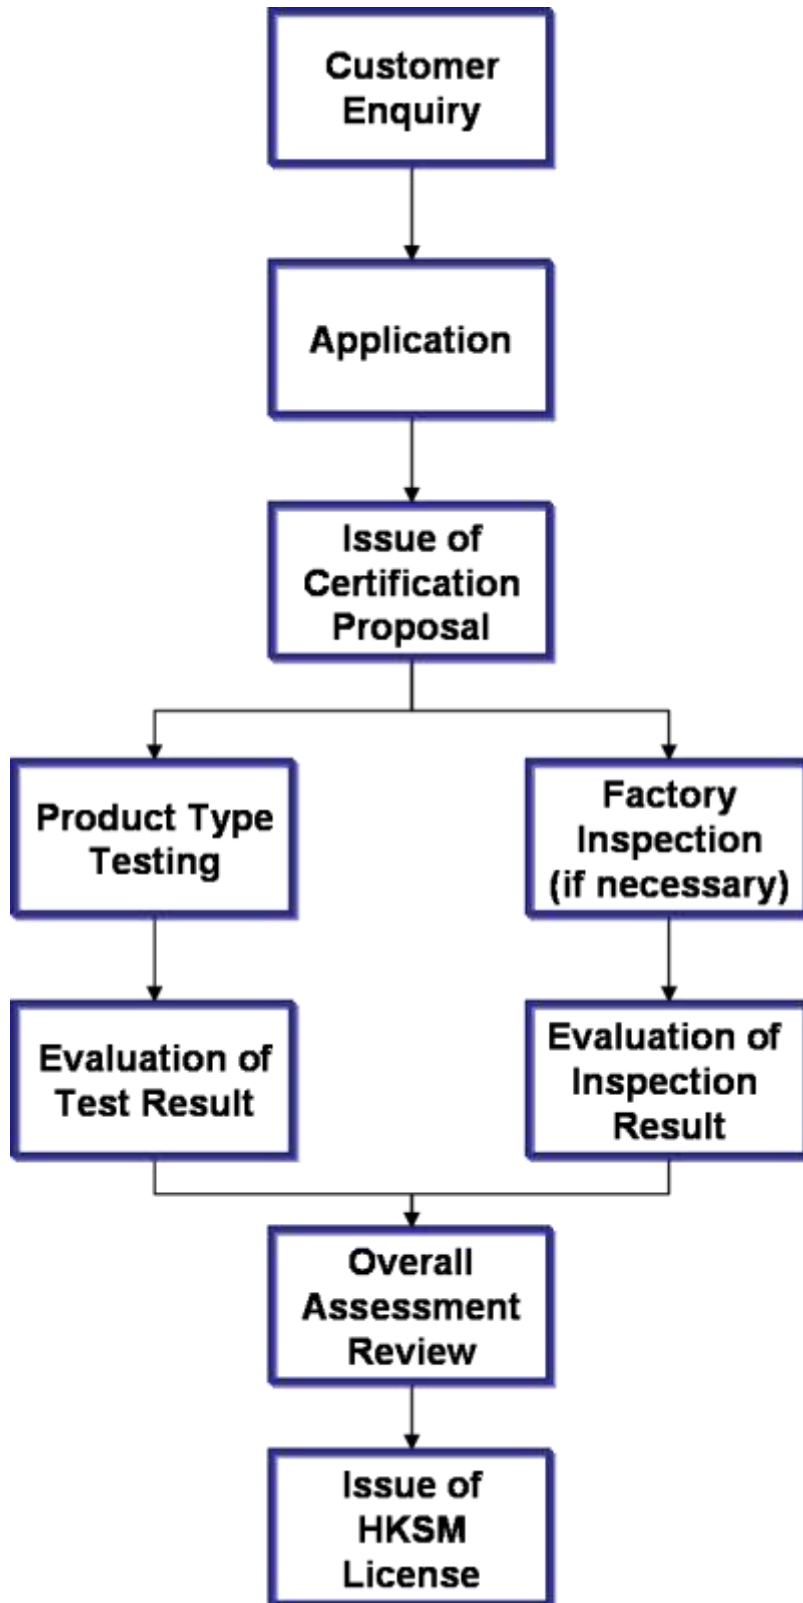 Customer
Enquiry
Application
Issue of
Certification
Proposal
Product Type
Testing
Factory
Inspection
(if necessary)
Evaluation of
Test Result
Evaluation of
Inspection
Result
Overall
Assessment
Review
Issue of
HKSM
License